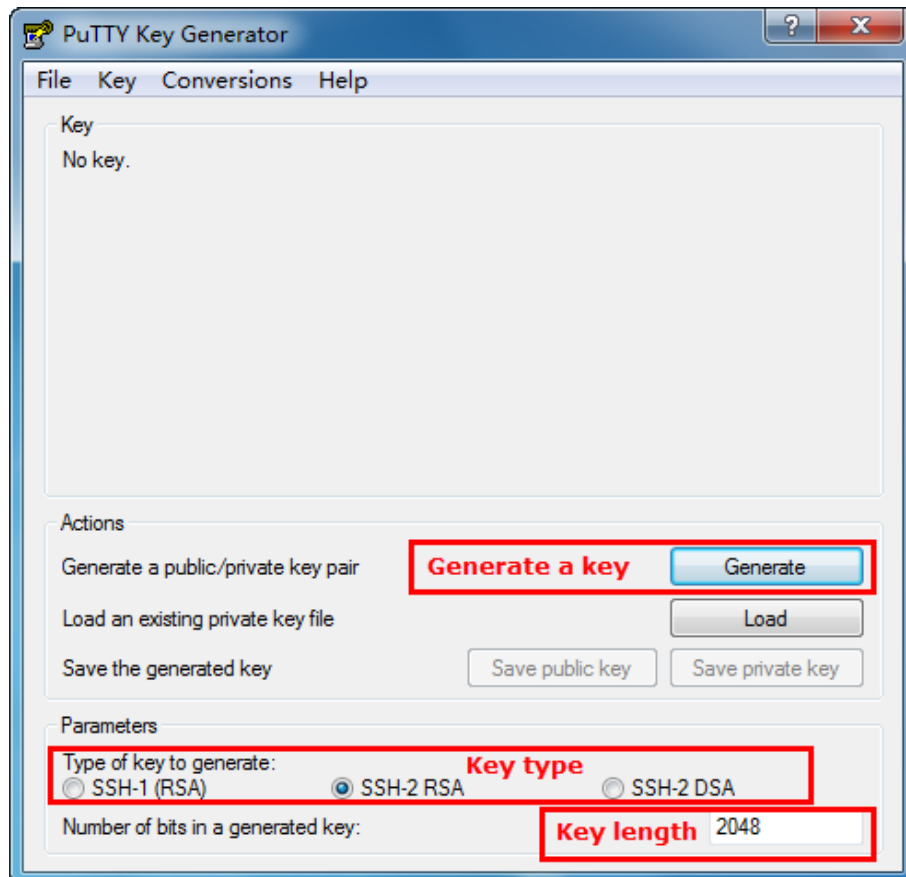 PuTTY Key Generator
?
X
File Key Conversions Help
Key
No key.
Actions
Generate a public/private key pair Generate a key Generate
Load an existing private key file Load
Save the generated key Save public key Save private key
Parameters
Type of key to generate: Key type
SSH-1 (RSA) SSH-2 RSA SSH-2 DSA
Number of bits in a generated key: Key length 2048